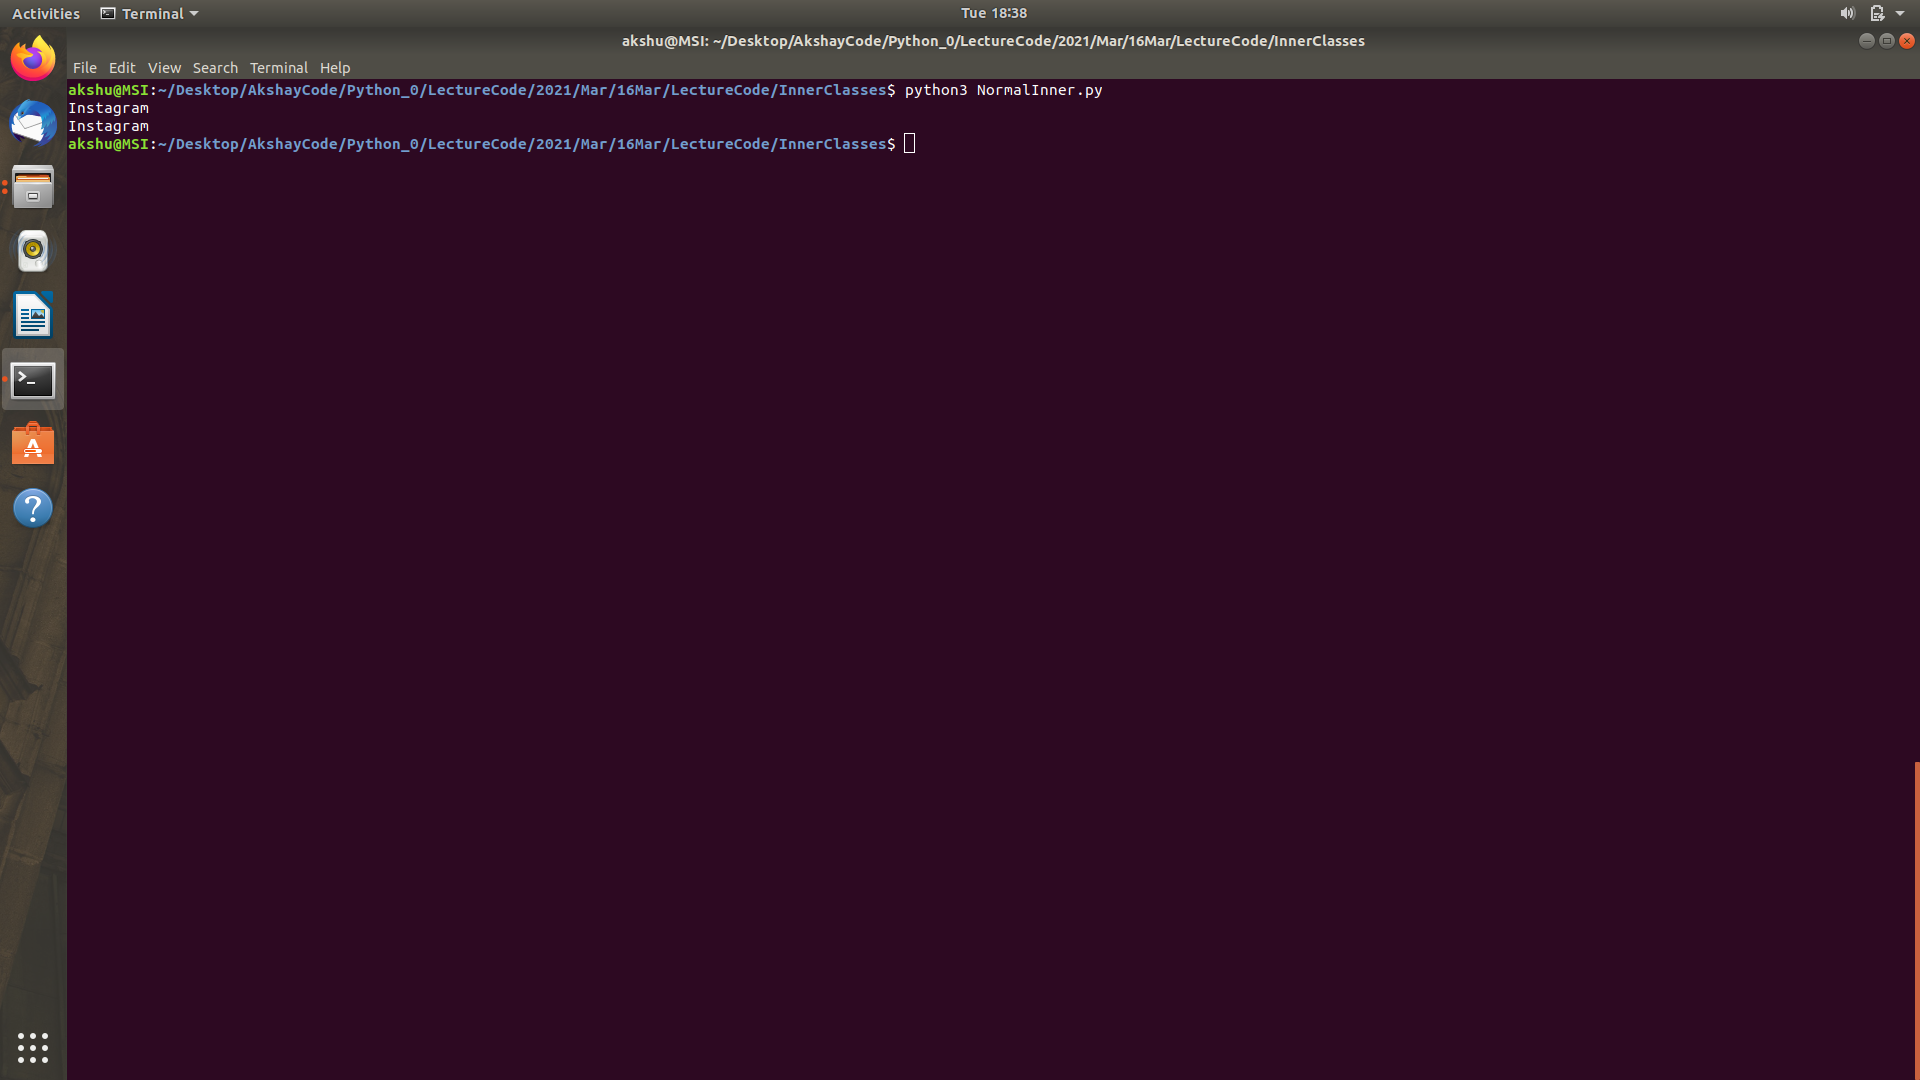 Activities Terminal Tue 18:38
akshu@MSI: ~/Desktop/AkshayCode/Python_0/LectureCode/2021/Mar/16Mar/LectureCode/InnerClasses
File Edit View Search Terminal Help
akshu@MSI:~/Desktop/AkshayCode/Python_0/LectureCode/2021/Mar/16Mar/LectureCode/InnerClasses$ python3 NormalInner.py
Instagram
Instagram
akshu@MSI:~/Desktop/AkshayCode/Python_0/LectureCode/2021/Mar/16Mar/LectureCode/InnerClasses$